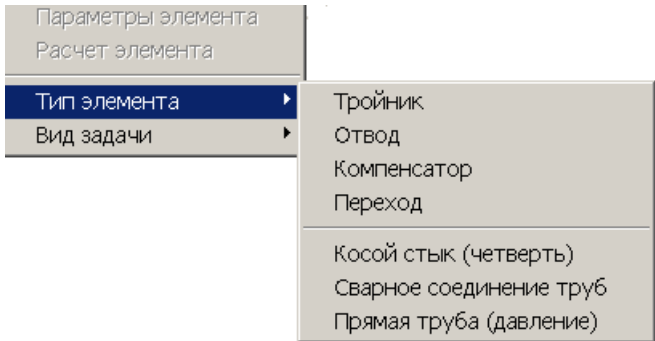 Параметры элемента
Расчет элемента
Тип элемента
Вид задачи
Тройник
Отвод
Компенсатор
Переход
Косой стык (четверть)
Сварное соединение труб
Прямая труба (давление)